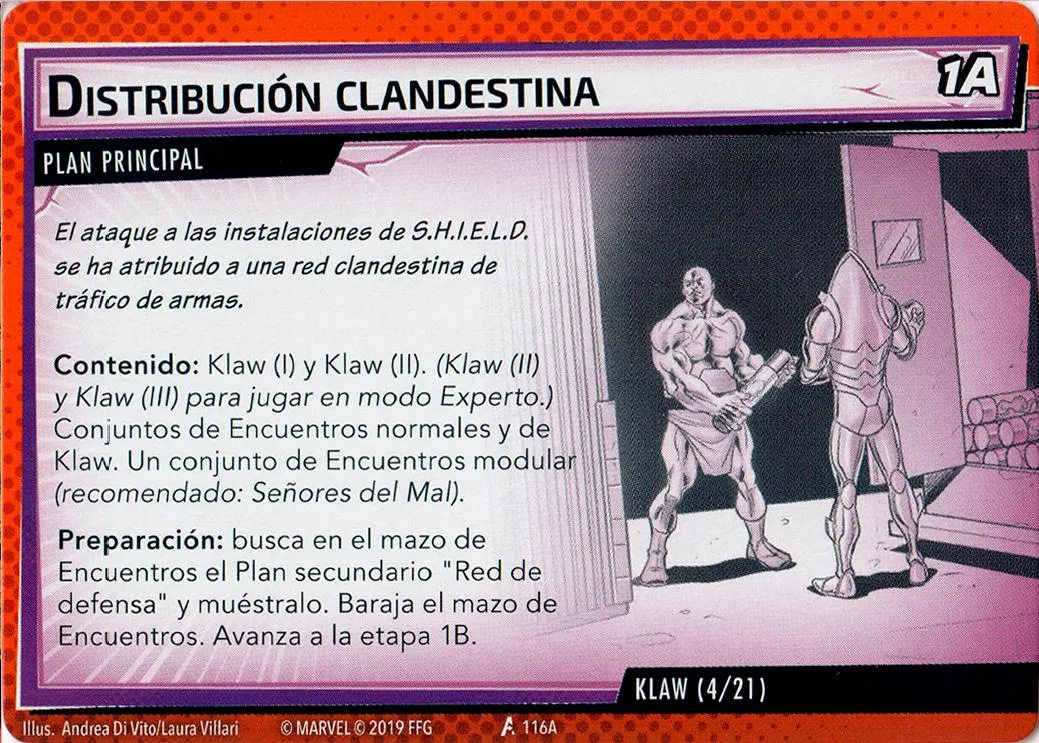 DISTRIBUCIÓN CLANDESTINA
1A
PLAN PRINCIPAL
El ataque a las instalaciones de S.H.I.E.L.D.
se ha atribuido a una red clandestina de
tráfico de armas.
Contenido: Klaw (I) y Klaw (II). (Klaw (II)
y Klaw (III) para jugar en modo Experto.)
Conjuntos de Encuentros normales y de
Klaw. Un conjunto de Encuentros modular
(recomendado: Señores del Mal).
Preparación: busca en el mazo de
Encuentros el Plan secundario "Red de
defensa" y muéstralo. Baraja el mazo de
Encuentros. Avanza a la etapa 1B.
KLAW (4/21)
Illus. Andrea Di Vito/Laura Villari © MARVEL © 2019 FFG 116A